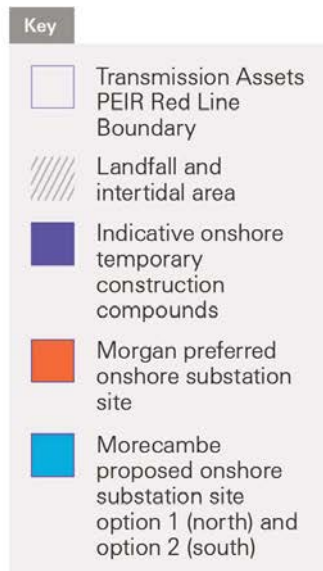 Key
Transmission Assets
PEIR Red Line
Boundary
Landfall and
intertidal area
Indicative onshore
temporary
construction
compounds
Morgan preferred
onshore substation
site
Morecambe
proposed onshore
substation site
option 1 (north) and
option 2 (south)